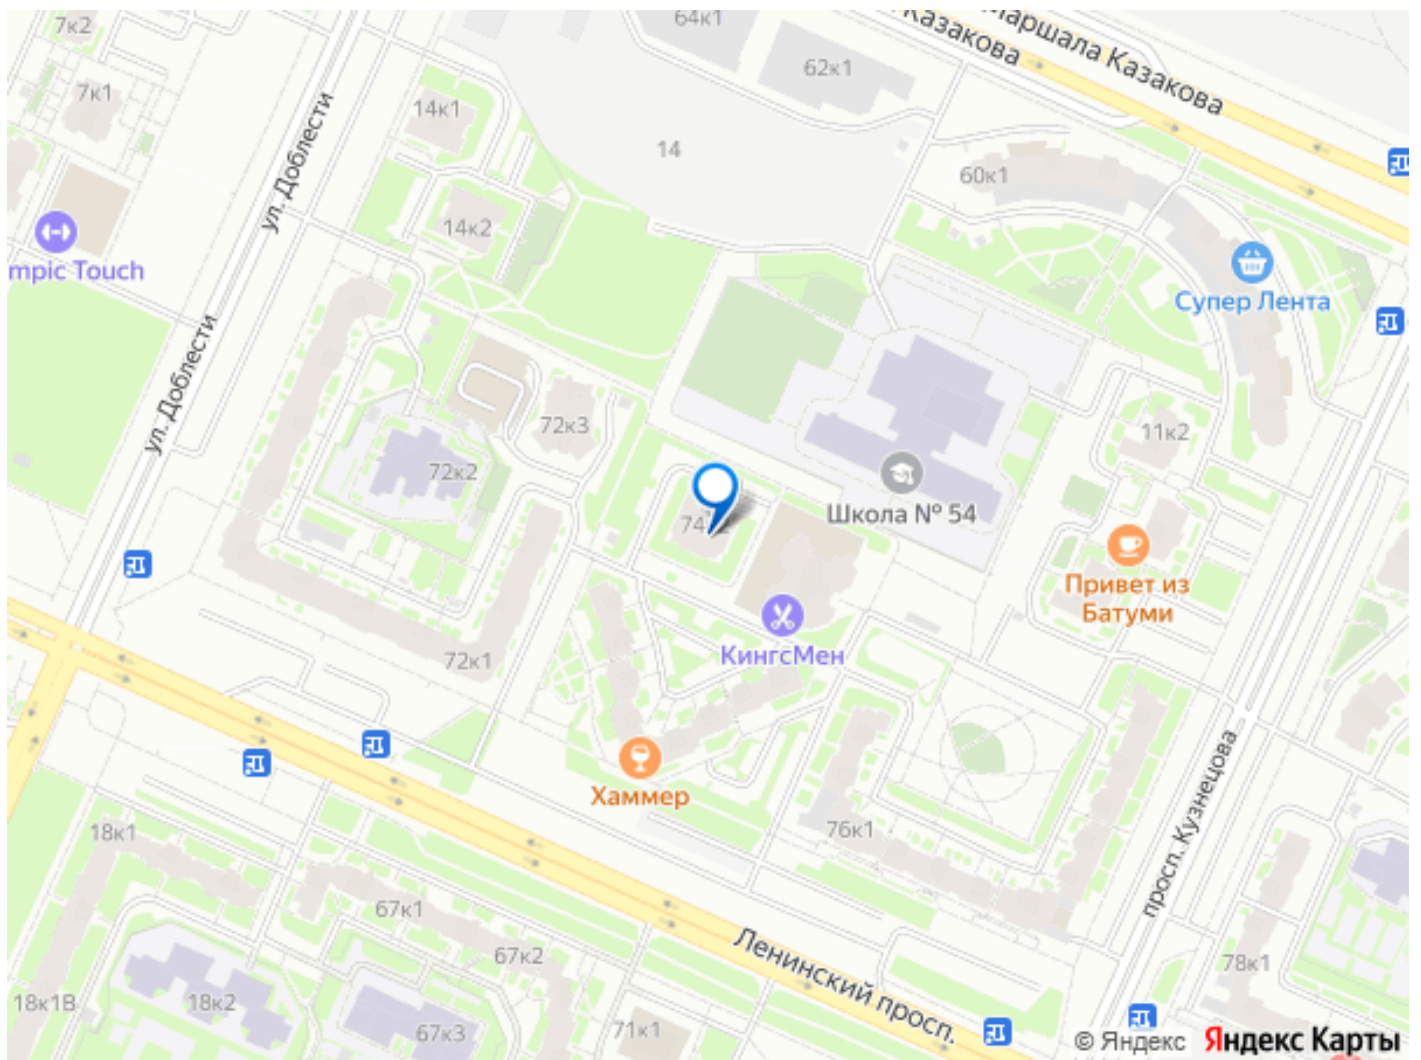 7к2
64к1
Казакова
Маршала Казакова
62к1
7к1
14к1
ул. Доблести
14
60к1
14к2
mpic Touch
Супер Лента
ул. Доблести
72к3
11к2
72к2
Школа № 54
Привет из
Батуми
КингсМен
72к1
Хаммер
просп. Кузнецова
18к1
76к1
67к1
Ленинский просп.
67к2
78к1
18к1В
18к2
67к3
71к1
© Яндекс Яндекс Карты